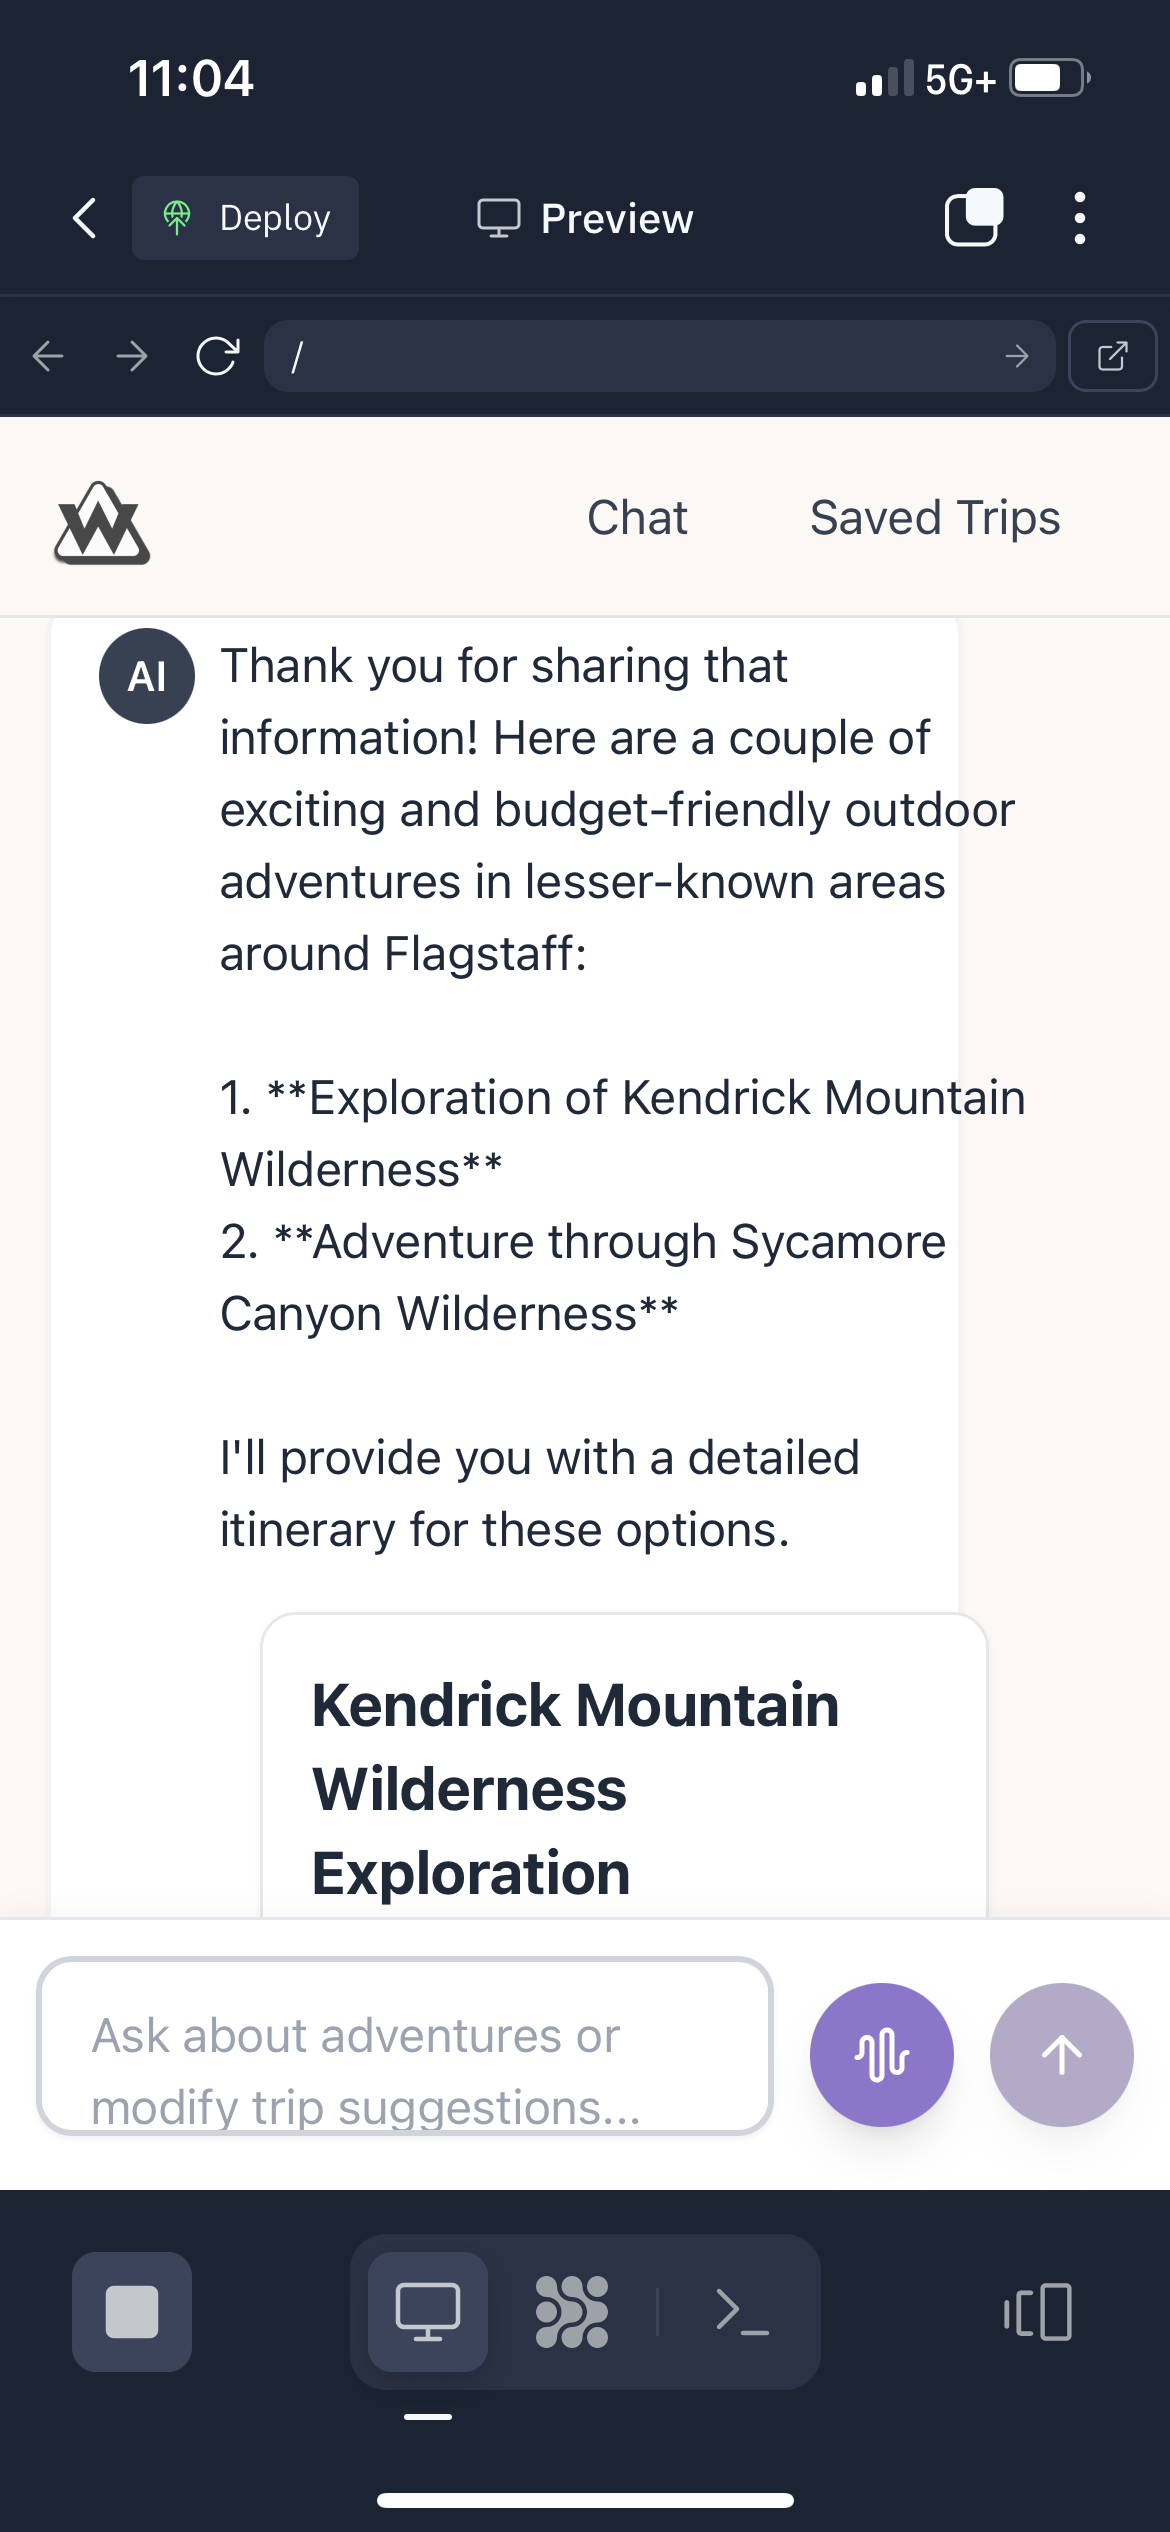 11:04
5G+
Deploy
Preview
/
W
Chat
Saved Trips
AI
Thank you for sharing that
information! Here are a couple of
exciting and budget-friendly outdoor
adventures in lesser-known areas
around Flagstaff:
1. **Exploration of Kendrick Mountain
Wilderness**
2. **Adventure through Sycamore
Canyon Wilderness**
I'll provide you with a detailed
itinerary for these options.
Kendrick Mountain
Wilderness
Exploration
Ask about adventures or
modify trip suggestions...